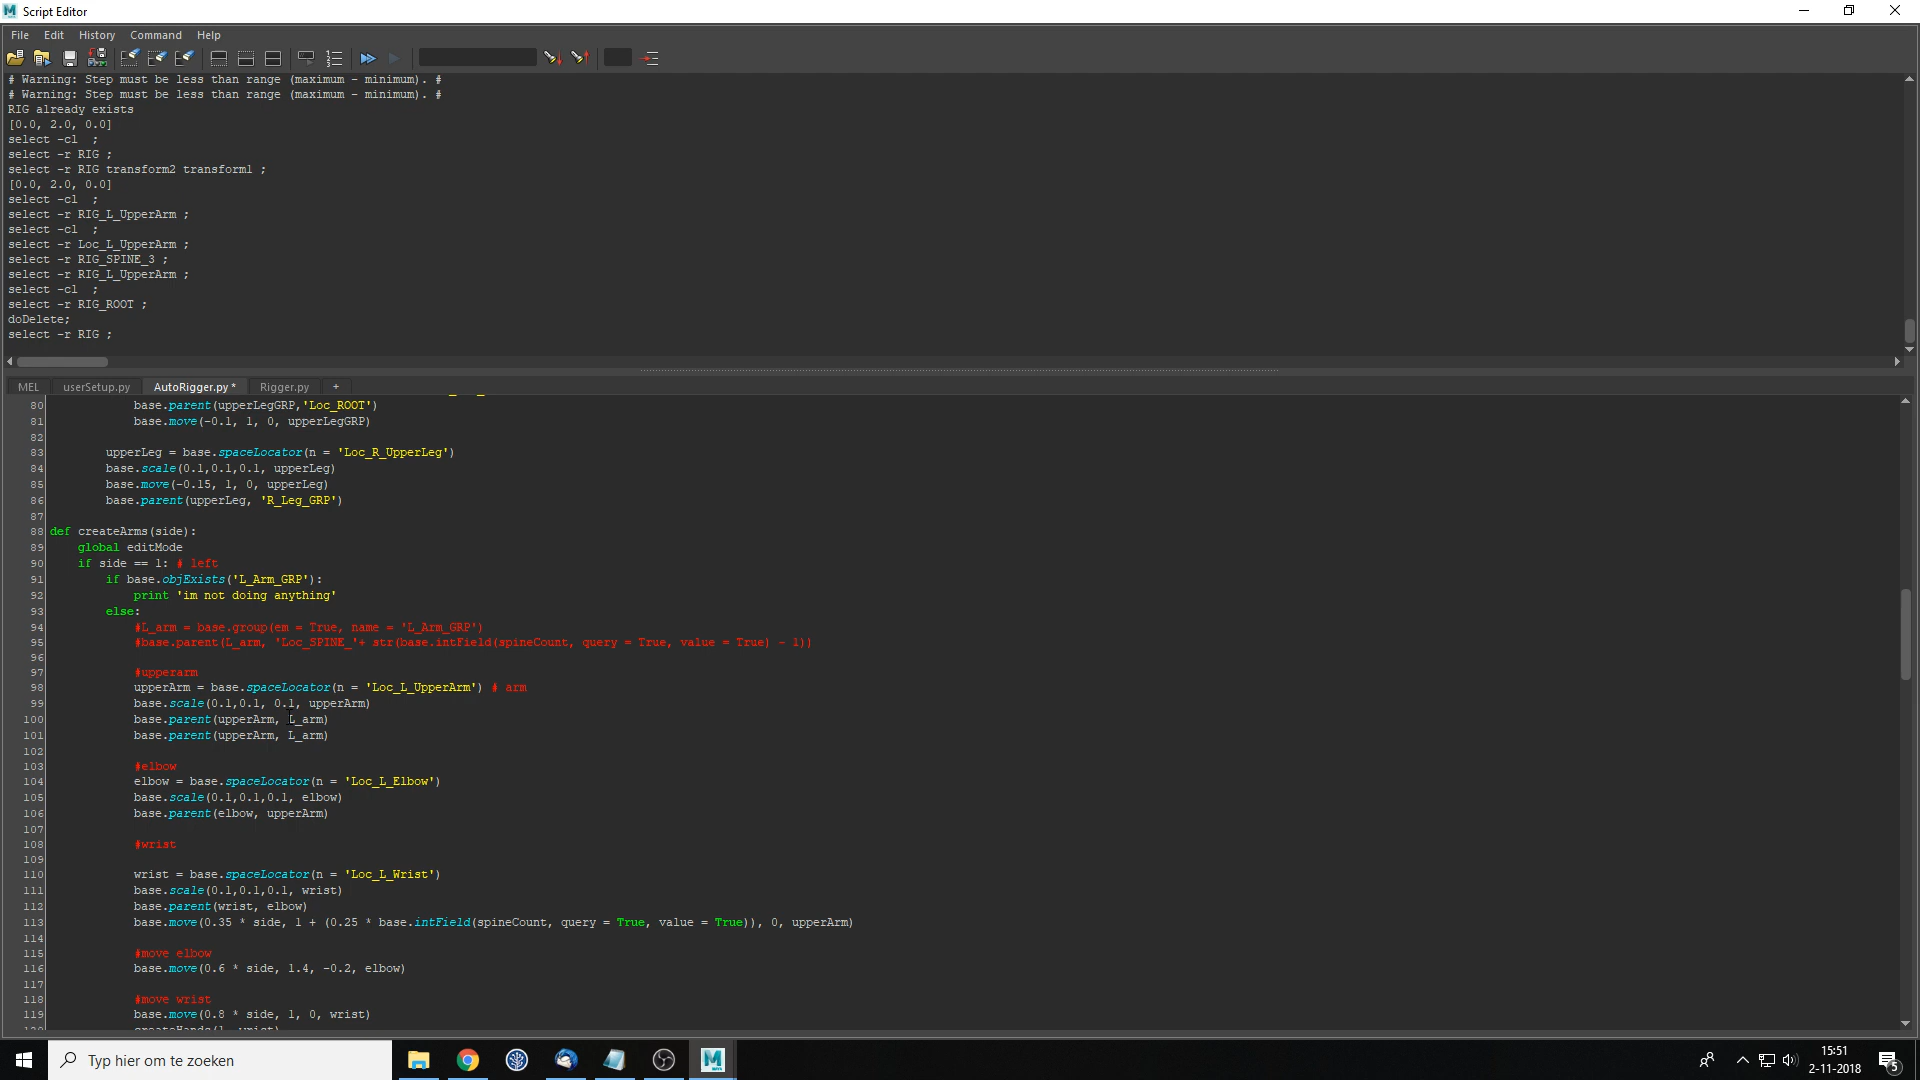 Script Editor
File Edit History Command Help
# Warning: Step must be less than range (maximum - minimum). #
# Warning: Step must be less than range (maximum - minimum). #
RIG already exists
[0.0, 2.0, 0.0]
select -cl  ;
select -r RIG ;
select -r RIG transform2 transform1 ;
[0.0, 2.0, 0.0]
select -cl  ;
select -r RIG_L_UpperArm ;
select -cl  ;
select -r Loc_L_UpperArm ;
select -r RIG_SPINE_3 ;
select -r RIG_L_UpperArm ;
select -cl  ;
select -r RIG_ROOT ;
doDelete;
select -r RIG ;
MEL userSetup.py AutoRigger.py * Rigger.py +
80 base.parent(upperLegGRP,'Loc_ROOT')
81 base.move(-0.1, 1, 0, upperLegGRP)
82
83 upperLeg = base.spaceLocator(n = 'Loc_R_UpperLeg')
84 base.scale(0.1,0.1,0.1, upperLeg)
85 base.move(-0.15, 1, 0, upperLeg)
86 base.parent(upperLeg, 'R_Leg_GRP')
87
88 def createArms(side):
89 global editMode
90 if side == 1: # left
91 if base.objExists('L_Arm_GRP'):
92 print 'im not doing anything'
93 else:
94 #L_arm = base.group(em = True, name = 'L_Arm_GRP')
95 #base.parent(L_arm, 'Loc_SPINE_'+ str(base.intField(spineCount, query = True, value = True) - 1))
96
97 #upperarm
98 upperArm = base.spaceLocator(n = 'Loc_L_UpperArm') # arm
99 base.scale(0.1,0.1, 0.1, upperArm)
100 base.parent(upperArm, L_arm)
101 base.parent(upperArm, L_arm)
102
103 #elbow
104 elbow = base.spaceLocator(n = 'Loc_L_Elbow')
105 base.scale(0.1,0.1,0.1, elbow)
106 base.parent(elbow, upperArm)
107
108 #wrist
109
110 wrist = base.spaceLocator(n = 'Loc_L_Wrist')
111 base.scale(0.1,0.1,0.1, wrist)
112 base.parent(wrist, elbow)
113 base.move(0.35 * side, 1 + (0.25 * base.intField(spineCount, query = True, value = True)), 0, upperArm)
114
115 #move elbow
116 base.move(0.6 * side, 1.4, -0.2, elbow)
117
118 #move wrist
119 base.move(0.8 * side, 1, 0, wrist)
Typ hier om te zoeken
15:51
2-11-2018
5